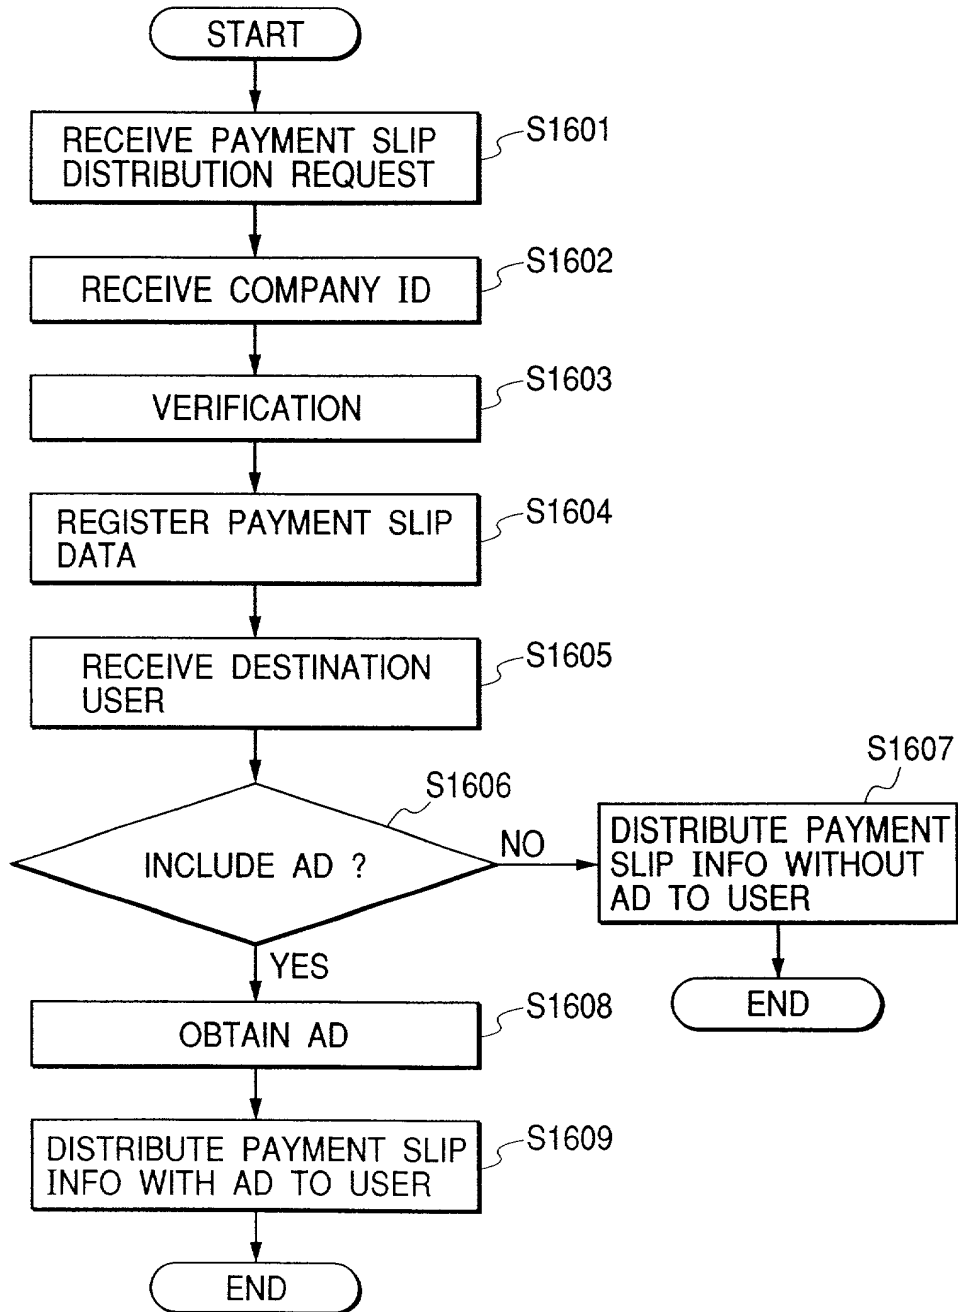 START
RECEIVE PAYMENT SLIP
DISTRIBUTION REQUEST
S1601
RECEIVE COMPANY ID
S1602
VERIFICATION
S1603
REGISTER PAYMENT SLIP
DATA
S1604
RECEIVE DESTINATION
USER
S1605
INCLUDE AD ?
S1606
NO
DISTRIBUTE PAYMENT
SLIP INFO WITHOUT
AD TO USER
S1607
END
YES
OBTAIN AD
S1608
DISTRIBUTE PAYMENT SLIP
INFO WITH AD TO USER
S1609
END